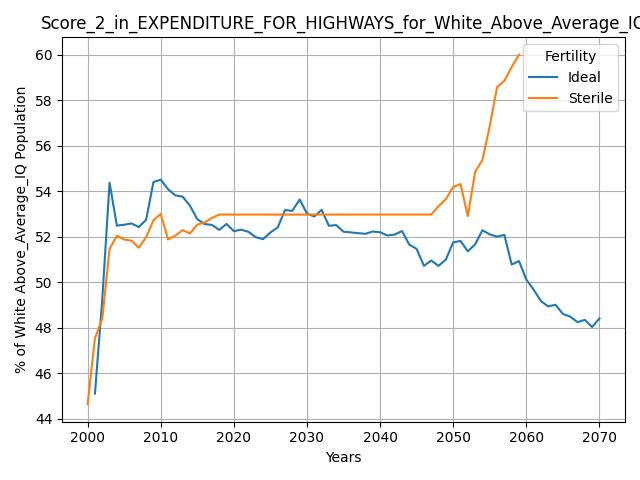 Score_2_in_EXPENDITURE_FOR_HIGHWAYS_for_White_Above_Average_IQ
60
58
56
54
52
50
48
46
44
% of White Above_Average_IQ Population
Fertility
Ideal
Sterile
2000 2010 2020 2030 2040 2050 2060 2070
Years